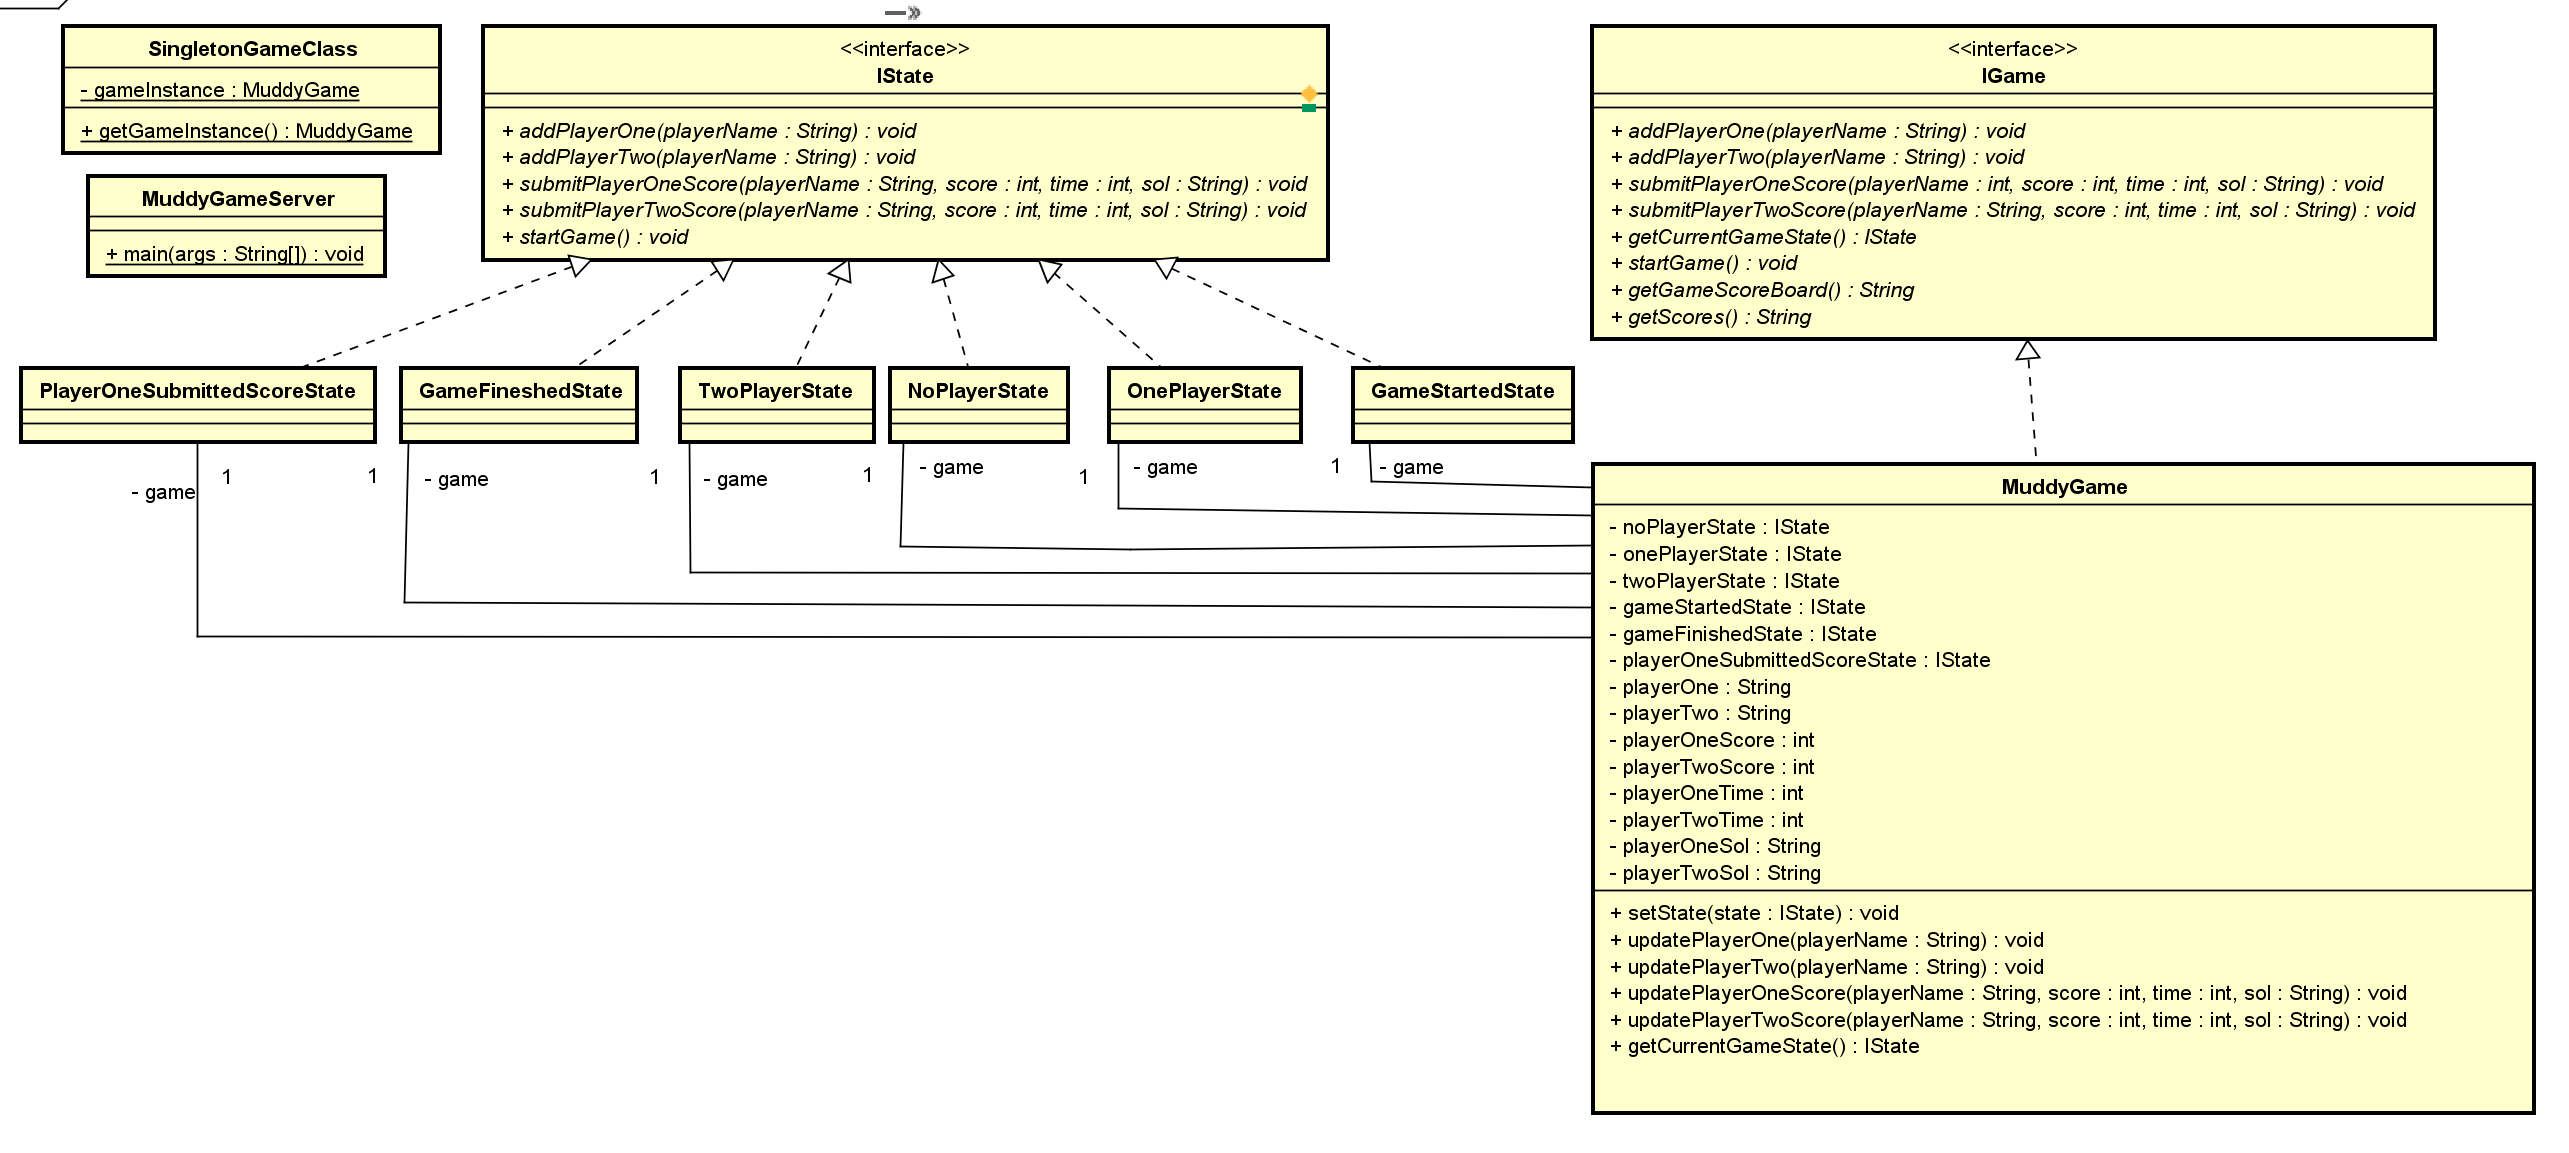 SingletonGameClass
- gameInstance : MuddyGame
+ getGameInstance() : MuddyGame
MuddyGameServer
+ main(args : String[]) : void
<<interface>>
IState
+ addPlayerOne(playerName : String) : void
+ addPlayerTwo(playerName : String) : void
+ submitPlayerOneScore(playerName : String, score : int, time : int, sol : String) : void
+ submitPlayerTwoScore(playerName : String, score : int, time : int, sol : String) : void
+ startGame() : void
<<interface>>
IGame
+ addPlayerOne(playerName : String) : void
+ addPlayerTwo(playerName : String) : void
+ submitPlayerOneScore(playerName : int, score : int, time : int, sol : String) : void
+ submitPlayerTwoScore(playerName : String, score : int, time : int, sol : String) : void
+ getCurrentGameState() : IState
+ startGame() : void
+ getGameScoreBoard() : String
+ getScores() : String
PlayerOneSubmittedScoreState
GameFineshedState
TwoPlayerState
NoPlayerState
OnePlayerState
GameStartedState
- game
1
1
- game
1
- game
1
- game
1
- game
1
- game
MuddyGame
- noPlayerState : IState
- onePlayerState : IState
- twoPlayerState : IState
- gameStartedState : IState
- gameFinishedState : IState
- playerOneSubmittedScoreState : IState
- playerOne : String
- playerTwo : String
- playerOneScore : int
- playerTwoScore : int
- playerOneTime : int
- playerTwoTime : int
- playerOneSol : String
- playerTwoSol : String
+ setState(state : IState) : void
+ updatePlayerOne(playerName : String) : void
+ updatePlayerTwo(playerName : String) : void
+ updatePlayerOneScore(playerName : String, score : int, time : int, sol : String) : void
+ updatePlayerTwoScore(playerName : String, score : int, time : int, sol : String) : void
+ getCurrentGameState() : IState